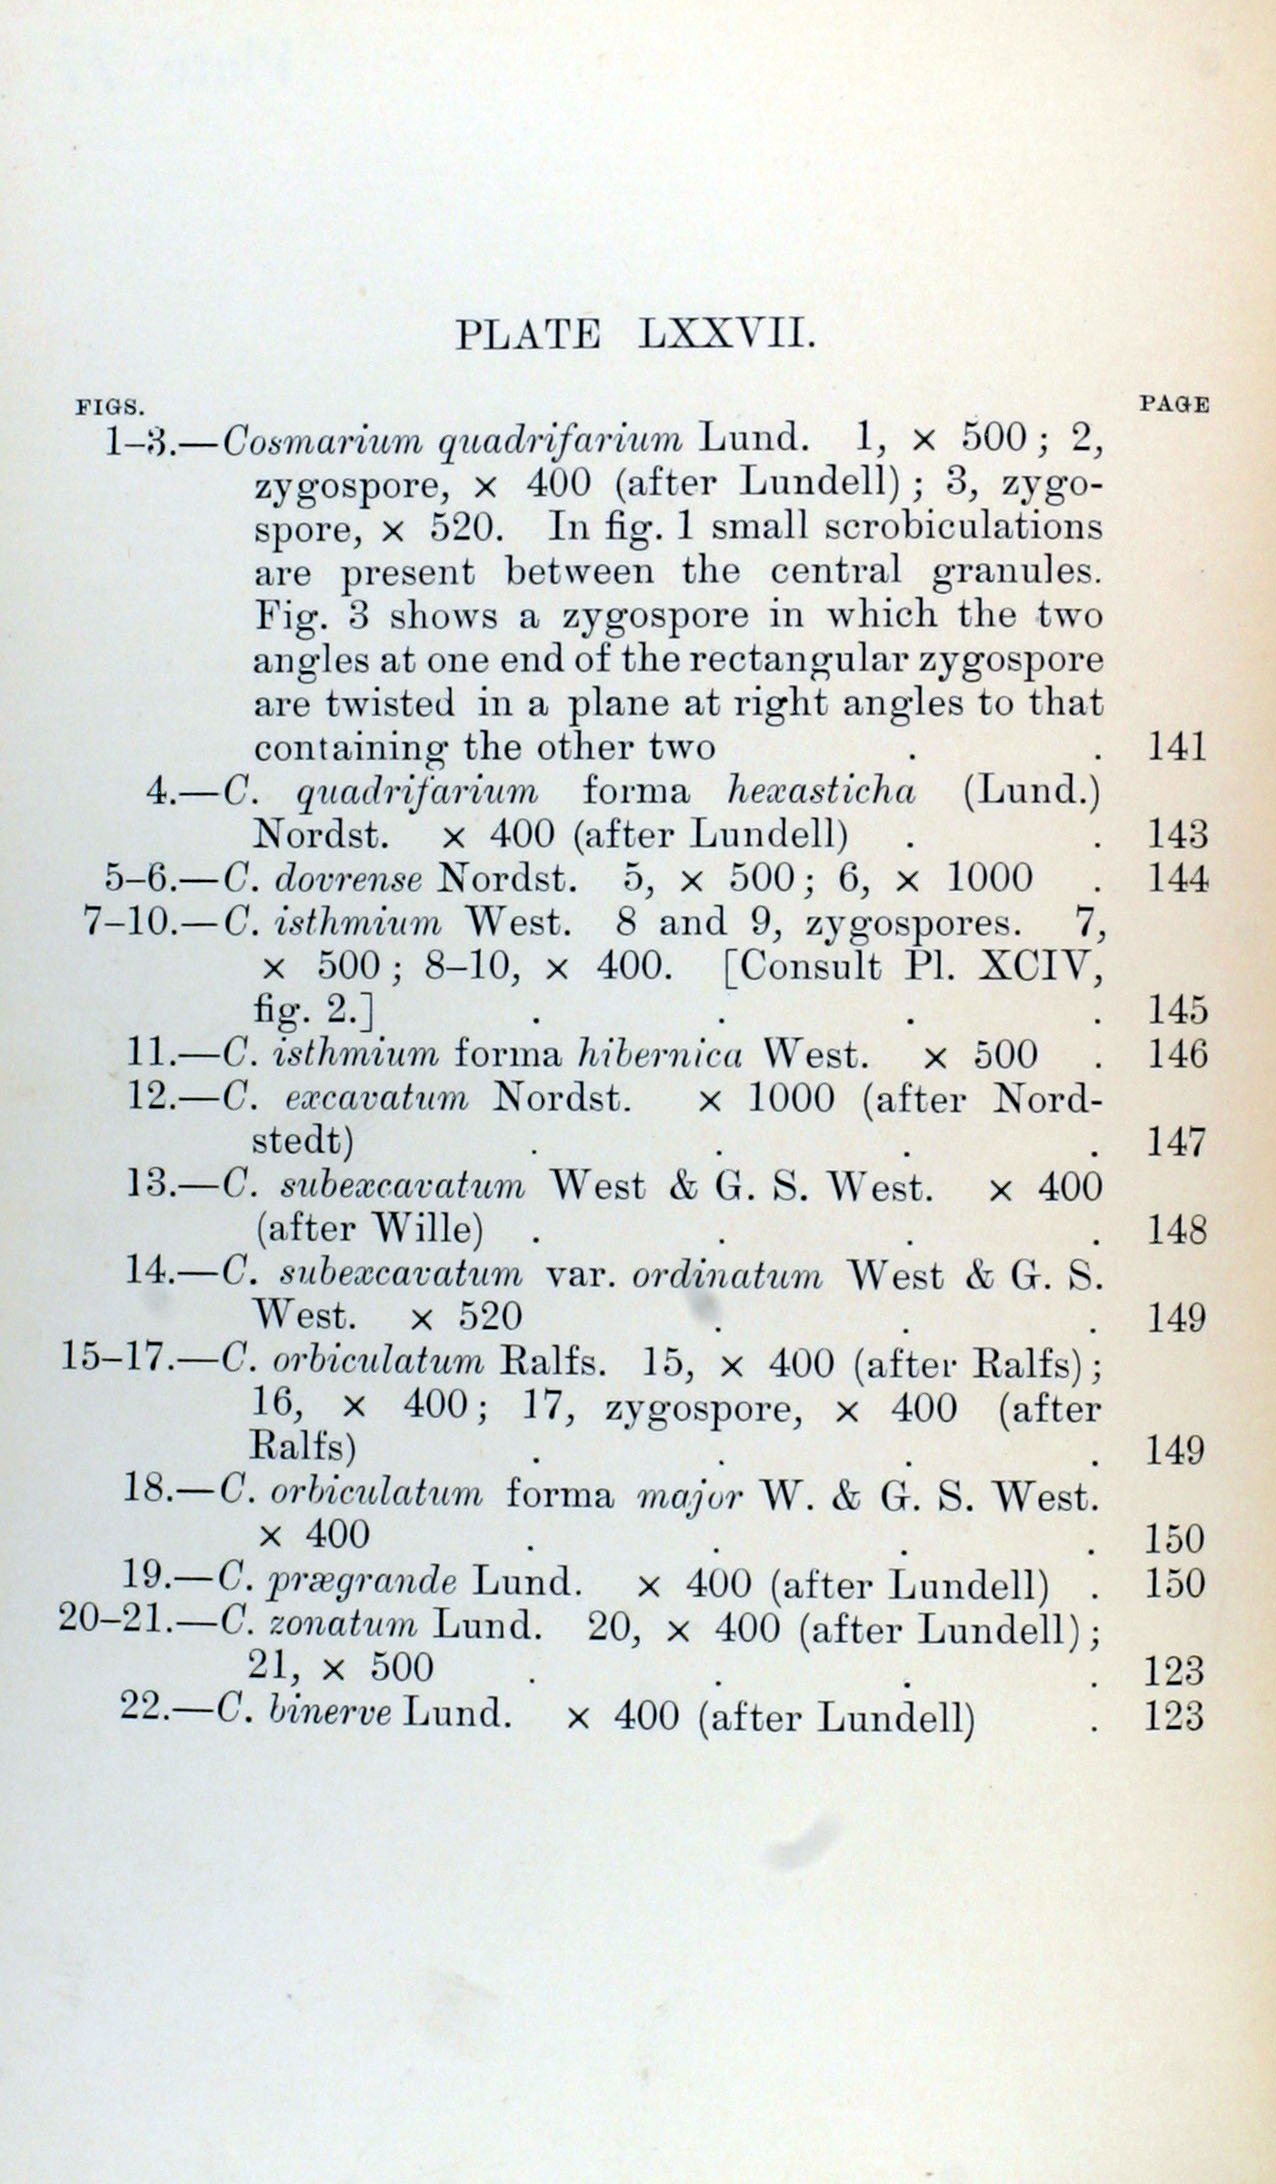 PLATE LXXVII.
FIGS. PAGE
1–3.—Cosmarium quadrifarium Lund. 1, × 500; 2,
zygospore, × 400 (after Lundell); 3, zygo-
spore, × 520. In fig. 1 small scrobiculations
are present between the central granules.
Fig. 3 shows a zygospore in which the two
angles at one end of the rectangular zygospore
are twisted in a plane at right angles to that
containing the other two . . 141
4.—C. quadrifarium forma hexasticha (Lund.)
Nordst. × 400 (after Lundell) . . 143
5–6.—C. dovrense Nordst. 5, × 500; 6, × 1000 . 144
7–10.—C. isthmium West. 8 and 9, zygospores. 7,
× 500; 8–10, × 400. [Consult Pl. XCIV,
fig. 2.] . . . . 145
11.—C. isthmium forma hibernica West. × 500 . 146
12.—C. excavatum Nordst. × 1000 (after Nord-
stedt) . . . . 147
13.—C. subexcavatum West & G. S. West. × 400
(after Wille) . . . . 148
14.—C. subexcavatum var. ordinatum West & G. S.
West. × 520 . . . 149
15–17.—C. orbiculatum Ralfs. 15, × 400 (after Ralfs);
16, × 400; 17, zygospore, × 400 (after
Ralfs) . . . . 149
18.—C. orbiculatum forma major W. & G. S. West.
× 400 . . . . 150
19.—C. prægrande Lund. × 400 (after Lundell) . 150
20–21.—C. zonatum Lund. 20, × 400 (after Lundell);
21, × 500 . . . . 123
22.—C. binerve Lund. × 400 (after Lundell) . 123